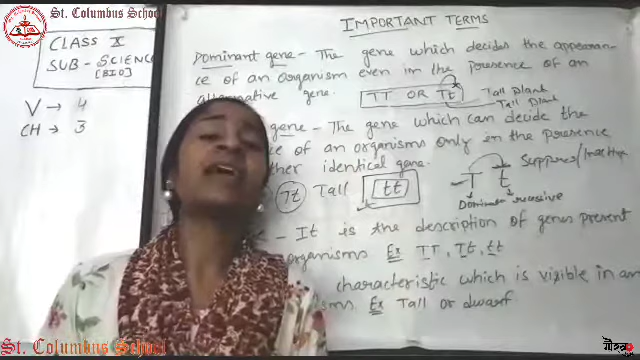 St. Columbus School
CLASS X
SUB - SCIENCE
[BIO]
V → 4
CH → 3
IMPORTANT TERMS
Dominant gene - The gene which decides the appearan-
ce of an organism even in the presence of an
alternative gene.
TT OR Tt
Tall plant
Tall plant
gene - The gene which can decide the
ce of an organisms only in the presence
ther identical gene.
Tt Tall
tt
T t
Dominan recessive
- It is the description of genes present
organisms Ex TT, Tt, tt
characteristic which is visible in an
isms. Ex Tall or dwarf
St. Columbus School